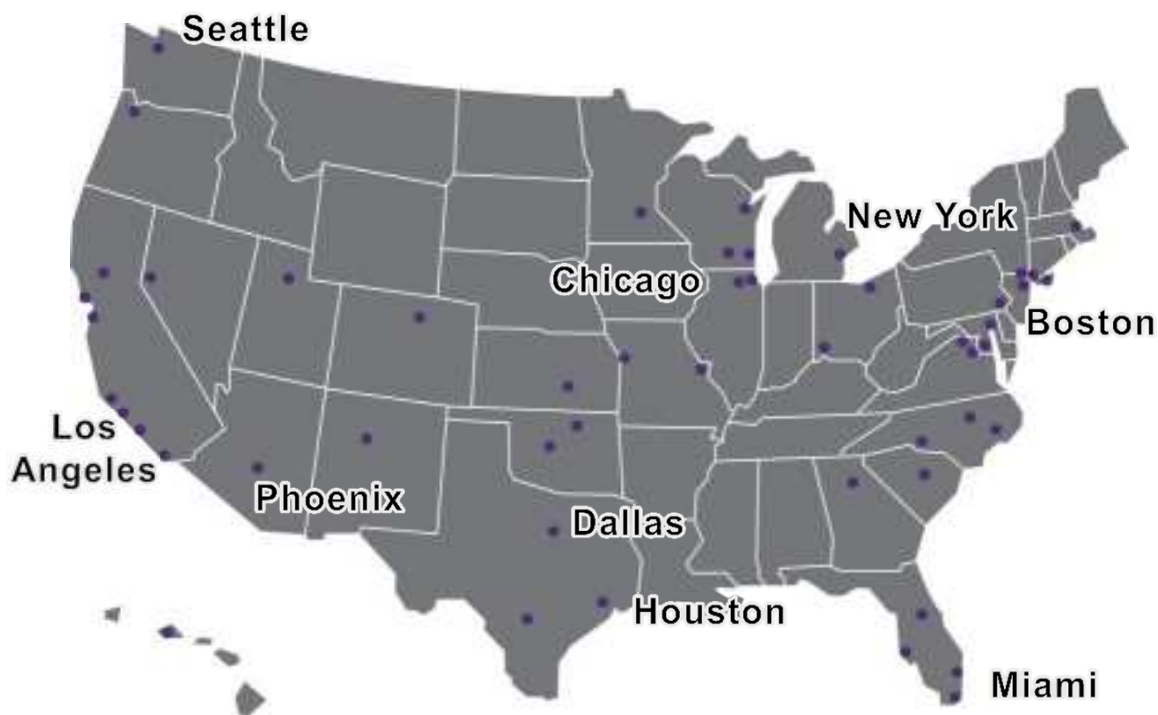 Seattle
New York
Chicago
Boston
Los
Angeles
Phoenix
Dallas
Houston
Miami